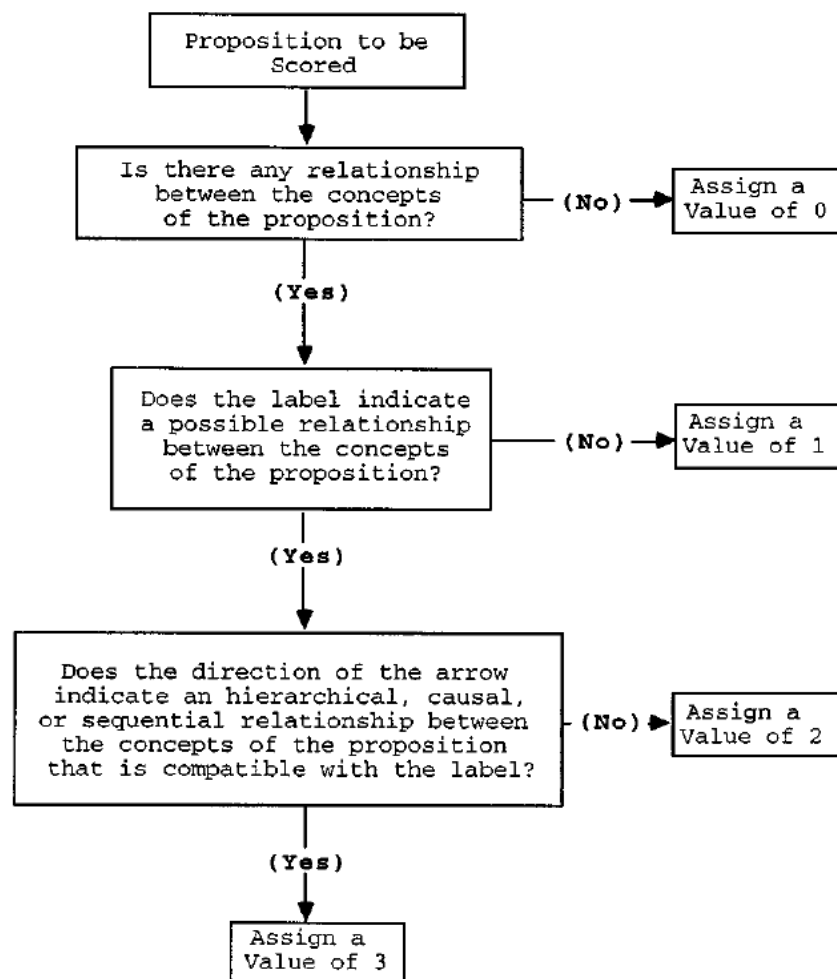 Proposition to be
Scored
Is there any relationship
between the concepts
of the proposition?
(No)
Assign a
Value of 0
(Yes)
Does the label indicate
a possible relationship
between the concepts
of the proposition?
(No)
Assign a
Value of 1
(Yes)
Does the direction of the arrow
indicate an hierarchical, causal,
or sequential relationship between
the concepts of the proposition
that is compatible with the label?
(No)
Assign a
Value of 2
(Yes)
Assign a
Value of 3